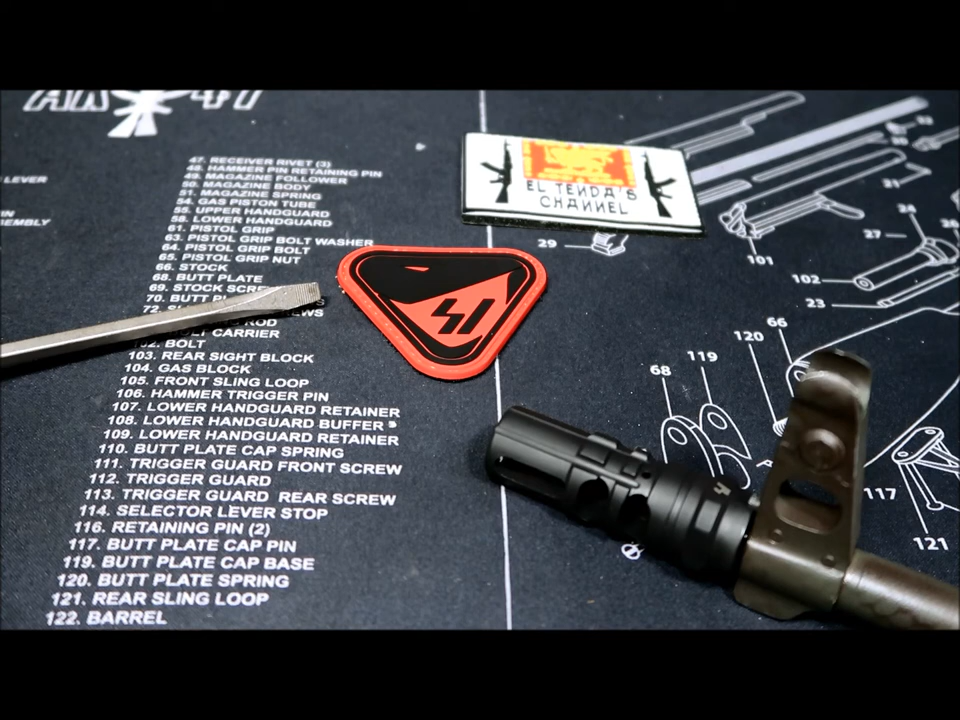 AK 47
47. RECEIVER RIVET (3)
48. HAMMER PIN RETAINING PIN
49. MAGAZINE FOLLOWER
50. MAGAZINE BODY
51. MAGAZINE SPRING
54. GAS PISTON TUBE
55. UPPER HANDGUARD
58. LOWER HANDGUARD
61. PISTOL GRIP
63. PISTOL GRIP BOLT WASHER
64. PISTOL GRIP BOLT
65. PISTOL GRIP NUT
66. STOCK
68. BUTT PLATE
69. STOCK
70. BUTT
72.
ROD
BOLT CARRIER
102. BOLT
103. REAR SIGHT BLOCK
104. GAS BLOCK
105. FRONT SLING LOOP
106. HAMMER TRIGGER PIN
107. LOWER HANDGUARD RETAINER
108. LOWER HANDGUARD BUFFER
109. LOWER HANDGUARD RETAINER
110. BUTT PLATE CAP SPRING
111. TRIGGER GUARD FRONT SCREW
112. TRIGGER GUARD
113. TRIGGER GUARD REAR SCREW
114. SELECTOR LEVER STOP
116. RETAINING PIN (2)
117. BUTT PLATE CAP PIN
119. BUTT PLATE CAP BASE
120. BUTT PLATE SPRING
121. REAR SLING LOOP
122. BARREL
LEVER
EL TENDA'S
CHANNEL
SI
29
101
21
24
27
102
23
66
120
119
68
117
121